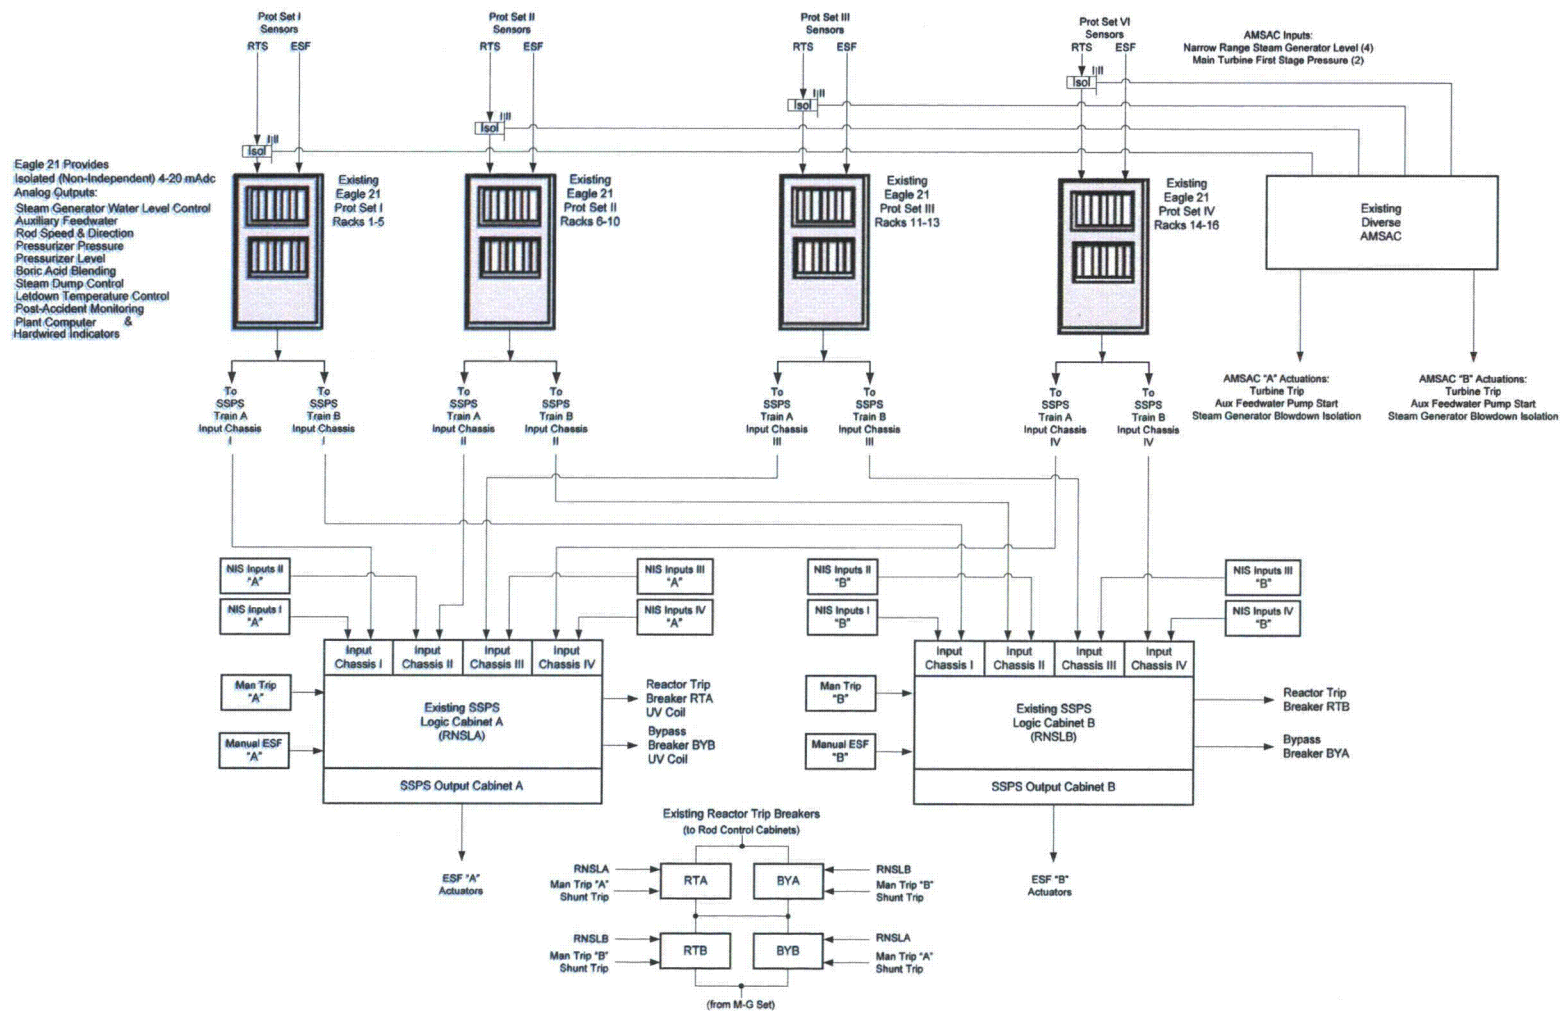 Prot Set I
Sensors
RTS ESF
Prot Set II
Sensors
RTS ESF
Prot Set III
Sensors
RTS ESF
Prot Set VI
Sensors
RTS ESF
AMSAC Inputs:
Narrow Range Steam Generator Level (4)
Main Turbine First Stage Pressure (2)
Isol
I II
Isol
I II
Isol
I II
Isol
I II
Eagle 21 Provides
Isolated (Non-Independent) 4-20 mAdc
Analog Outputs:
Steam Generator Water Level Control
Auxiliary Feedwater
Rod Speed & Direction
Pressurizer Pressure
Pressurizer Level
Boric Acid Blending
Steam Dump Control
Letdown Temperature Control
Post-Accident Monitoring
Plant Computer &
Hardwired Indicators
Existing
Eagle 21
Prot Set I
Racks 1-5
Existing
Eagle 21
Prot Set II
Racks 6-10
Existing
Eagle 21
Prot Set III
Racks 11-13
Existing
Eagle 21
Prot Set IV
Racks 14-16
Existing
Diverse
AMSAC
To
SSPS
Train A
Input Chassis
I
To
SSPS
Train B
Input Chassis
I
To
SSPS
Train A
Input Chassis
II
To
SSPS
Train B
Input Chassis
II
To
SSPS
Train A
Input Chassis
III
To
SSPS
Train B
Input Chassis
III
To
SSPS
Train A
Input Chassis
IV
To
SSPS
Train B
Input Chassis
IV
AMSAC "A" Actuations:
Turbine Trip
Aux Feedwater Pump Start
Steam Generator Blowdown Isolation
AMSAC "B" Actuations:
Turbine Trip
Aux Feedwater Pump Start
Steam Generator Blowdown Isolation
NIS Inputs II
"A"
NIS Inputs I
"A"
NIS Inputs III
"A"
NIS Inputs IV
"A"
NIS Inputs II
"B"
NIS Inputs I
"B"
NIS Inputs III
"B"
NIS Inputs IV
"B"
Input
Chassis I
Input
Chassis II
Input
Chassis III
Input
Chassis IV
Man Trip
"A"
Manual ESF
"A"
Existing SSPS
Logic Cabinet A
(RNSLA)
SSPS Output Cabinet A
Reactor Trip
Breaker RTA
UV Coil
Bypass
Breaker BYB
UV Coil
ESF "A"
Actuators
Input
Chassis I
Input
Chassis II
Input
Chassis III
Input
Chassis IV
Man Trip
"B"
Manual ESF
"B"
Existing SSPS
Logic Cabinet B
(RNSLB)
SSPS Output Cabinet B
Reactor Trip
Breaker RTB
Bypass
Breaker BYA
ESF "B"
Actuators
Existing Reactor Trip Breakers
(to Rod Control Cabinets)
RNSLA
Man Trip "A"
Shunt Trip
RTA
BYA
RNSLB
Man Trip "B"
Shunt Trip
RNSLB
Man Trip "B"
Shunt Trip
RTB
BYB
RNSLA
Man Trip "A"
Shunt Trip
(from M-G Set)